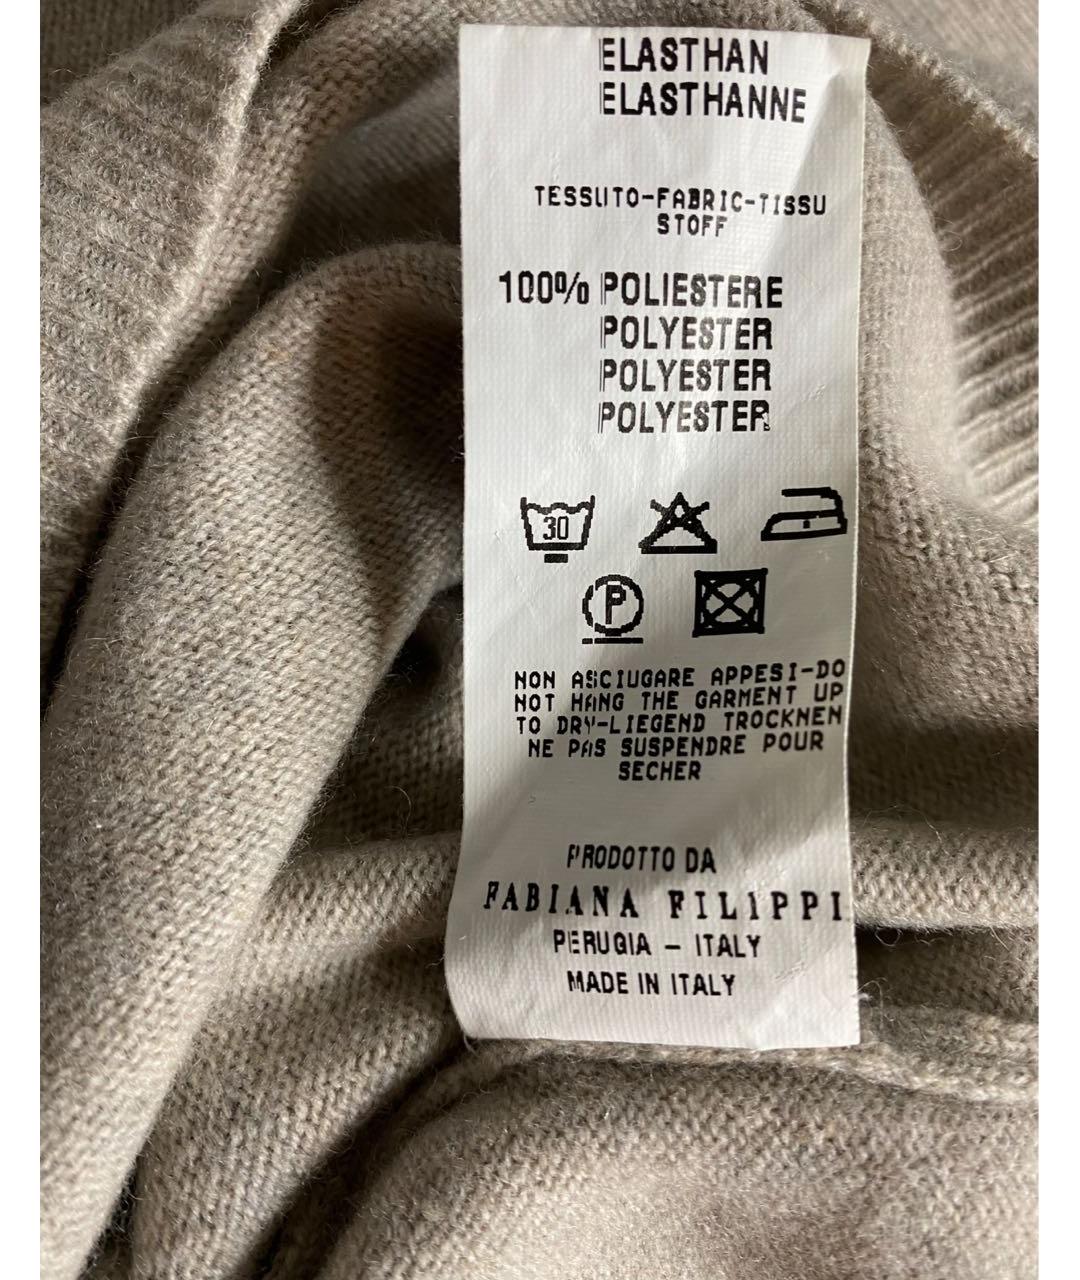 ELASTHAN
ELASTHANNE
TESSUTO-FABRIC-TISSU
STOFF
100% POLIESTERE
POLYESTER
POLYESTER
POLYESTER
30
P
NON ASCIUGARE APPESI-DO
NOT HANG THE GARMENT UP
TO DRY-LIEGEND TROCKNEN
NE PAS SUSPENDRE POUR
SECHER
PRODOTTO DA
FABIANA FILIPPI
PERUGIA – ITALY
MADE IN ITALY